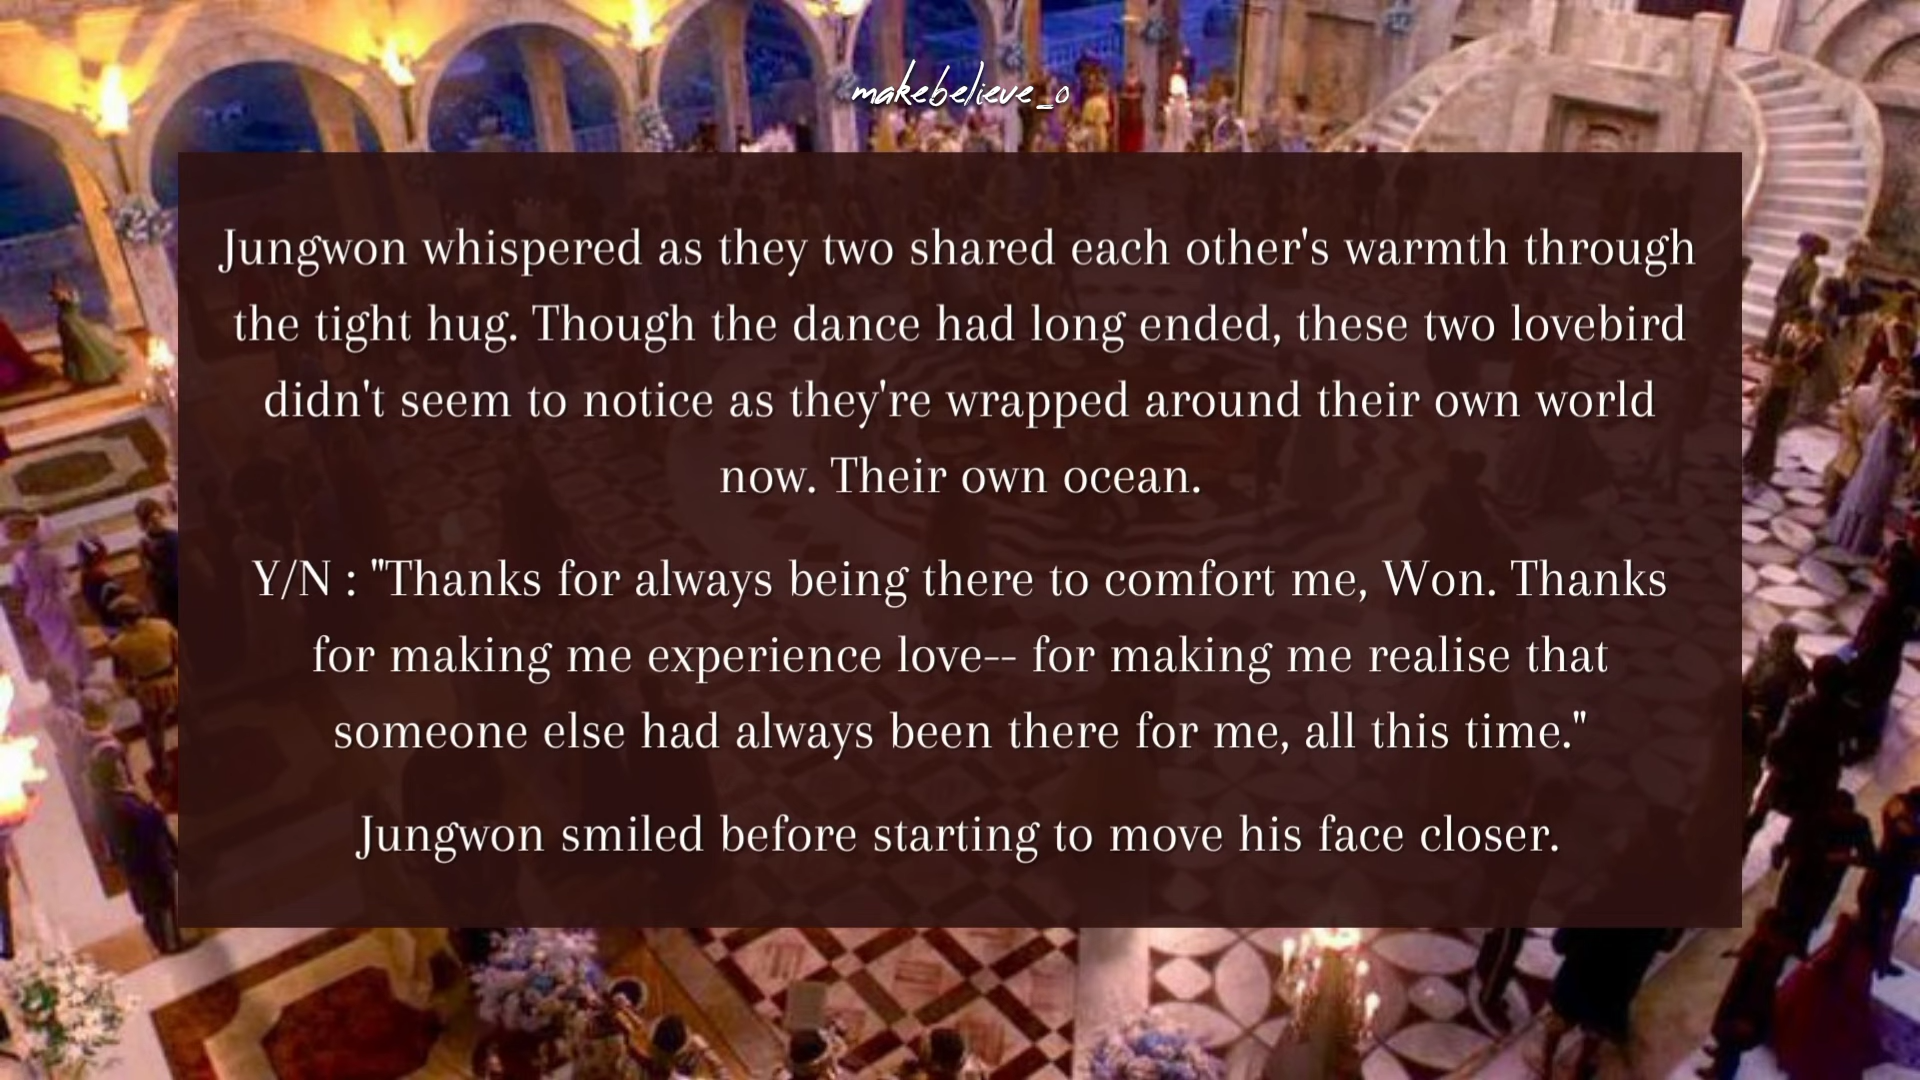 makebelieve_o
Jungwon whispered as they two shared each other's warmth through
the tight hug. Though the dance had long ended, these two lovebird
didn't seem to notice as they're wrapped around their own world
now. Their own ocean.
Y/N : "Thanks for always being there to comfort me, Won. Thanks
for making me experience love-- for making me realise that
someone else had always been there for me, all this time."
Jungwon smiled before starting to move his face closer.